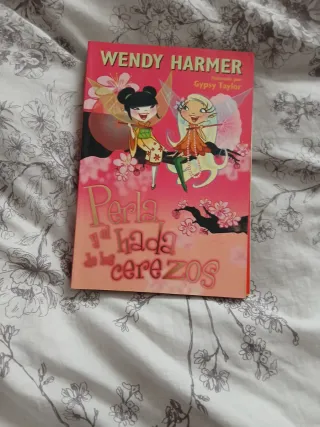 WENDY HARMER
Ilustrado por
Gypsy Taylor
Perla
y el hada
de los cerezos